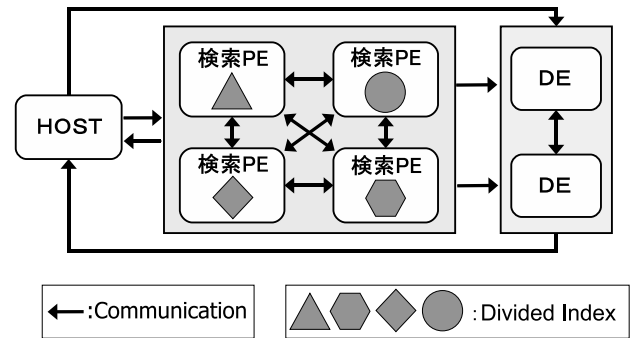 検索PE
検索PE
DE
HOST
検索PE
検索PE
DE
:Communication
: Divided Index